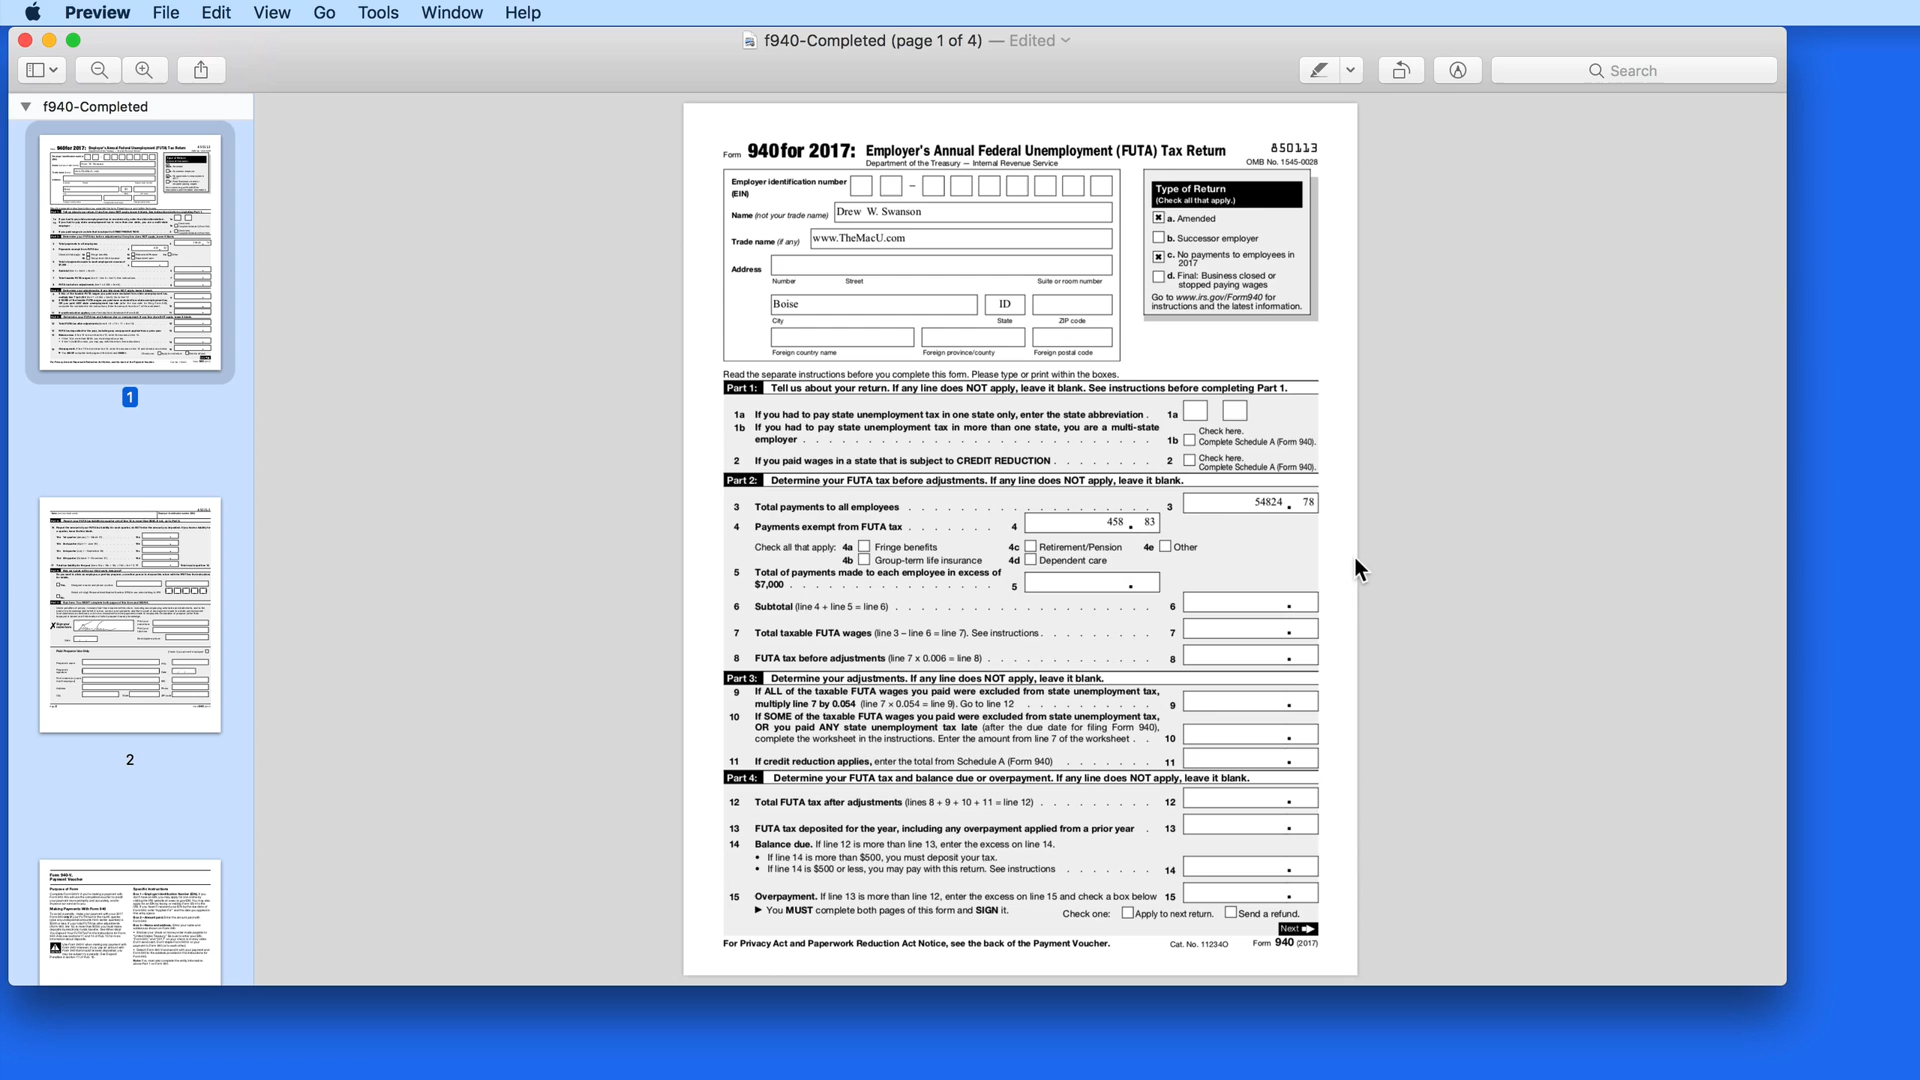 Preview File Edit View Go Tools Window Help
f940-Completed (page 1 of 4) — Edited
Search
f940-Completed
1
2
Form 940-V,
Payment Voucher
Form 940 for 2017: Employer's Annual Federal Unemployment (FUTA) Tax Return 850113
Department of the Treasury — Internal Revenue Service OMB No. 1545-0028
Employer identification number
(EIN)
–
Name (not your trade name) Drew W. Swanson
Trade name (if any) www.TheMacU.com
Address
Number Street Suite or room number
Boise ID
City State ZIP code
Foreign country name Foreign province/county Foreign postal code
Type of Return
(Check all that apply.)
a. Amended
b. Successor employer
c. No payments to employees in
2017
d. Final: Business closed or
stopped paying wages
Go to www.irs.gov/Form940 for
instructions and the latest information.
Read the separate instructions before you complete this form. Please type or print within the boxes.
Part 1: Tell us about your return. If any line does NOT apply, leave it blank. See instructions before completing Part 1.
1a If you had to pay state unemployment tax in one state only, enter the state abbreviation . 1a
1b If you had to pay state unemployment tax in more than one state, you are a multi-state
employer . . . . . 1b Check here.
Complete Schedule A (Form 940).
2 If you paid wages in a state that is subject to CREDIT REDUCTION . . . . . 2 Check here.
Complete Schedule A (Form 940).
Part 2: Determine your FUTA tax before adjustments. If any line does NOT apply, leave it blank.
3 Total payments to all employees . . . . . 3 54824 . 78
4 Payments exempt from FUTA tax . . . . . 4 458 . 83
Check all that apply: 4a Fringe benefits 4c Retirement/Pension 4e Other
4b Group-term life insurance 4d Dependent care
5 Total of payments made to each employee in excess of
$7,000 . . . . . 5 .
6 Subtotal (line 4 + line 5 = line 6) . . . . . 6 .
7 Total taxable FUTA wages (line 3 – line 6 = line 7). See instructions . . . . . 7 .
8 FUTA tax before adjustments (line 7 x 0.006 = line 8) . . . . . 8 .
Part 3: Determine your adjustments. If any line does NOT apply, leave it blank.
9 If ALL of the taxable FUTA wages you paid were excluded from state unemployment tax,
multiply line 7 by 0.054 (line 7 × 0.054 = line 9). Go to line 12 . . . . . 9 .
10 If SOME of the taxable FUTA wages you paid were excluded from state unemployment tax,
OR you paid ANY state unemployment tax late (after the due date for filing Form 940),
complete the worksheet in the instructions. Enter the amount from line 7 of the worksheet . . 10 .
11 If credit reduction applies, enter the total from Schedule A (Form 940) . . . . . 11 .
Part 4: Determine your FUTA tax and balance due or overpayment. If any line does NOT apply, leave it blank.
12 Total FUTA tax after adjustments (lines 8 + 9 + 10 + 11 = line 12) . . . . . 12 .
13 FUTA tax deposited for the year, including any overpayment applied from a prior year . 13 .
14 Balance due. If line 12 is more than line 13, enter the excess on line 14.
• If line 14 is more than $500, you must deposit your tax.
• If line 14 is $500 or less, you may pay with this return. See instructions . . . . . 14 .
15 Overpayment. If line 13 is more than line 12, enter the excess on line 15 and check a box below 15 .
▶ You MUST complete both pages of this form and SIGN it. Check one: Apply to next return. Send a refund.
Next
For Privacy Act and Paperwork Reduction Act Notice, see the back of the Payment Voucher. Cat. No. 11234O Form 940 (2017)